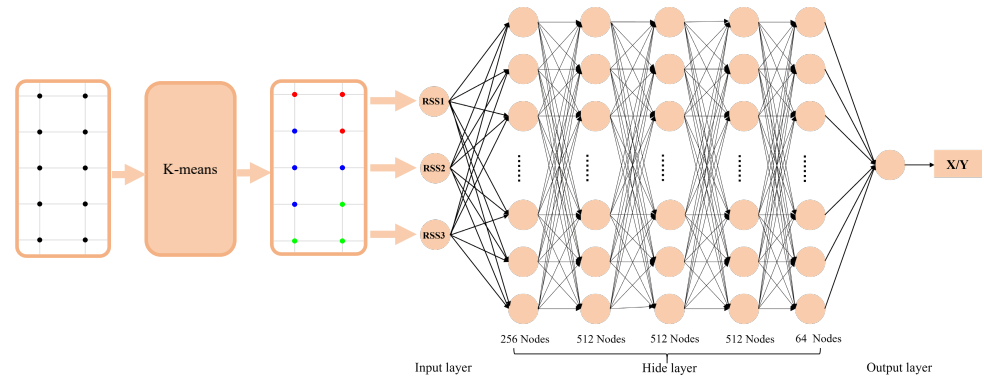 K-means
RSS1
RSS2
RSS3
X/Y
256 Nodes
512 Nodes
512 Nodes
512 Nodes
64 Nodes
Input layer
Hide layer
Output layer